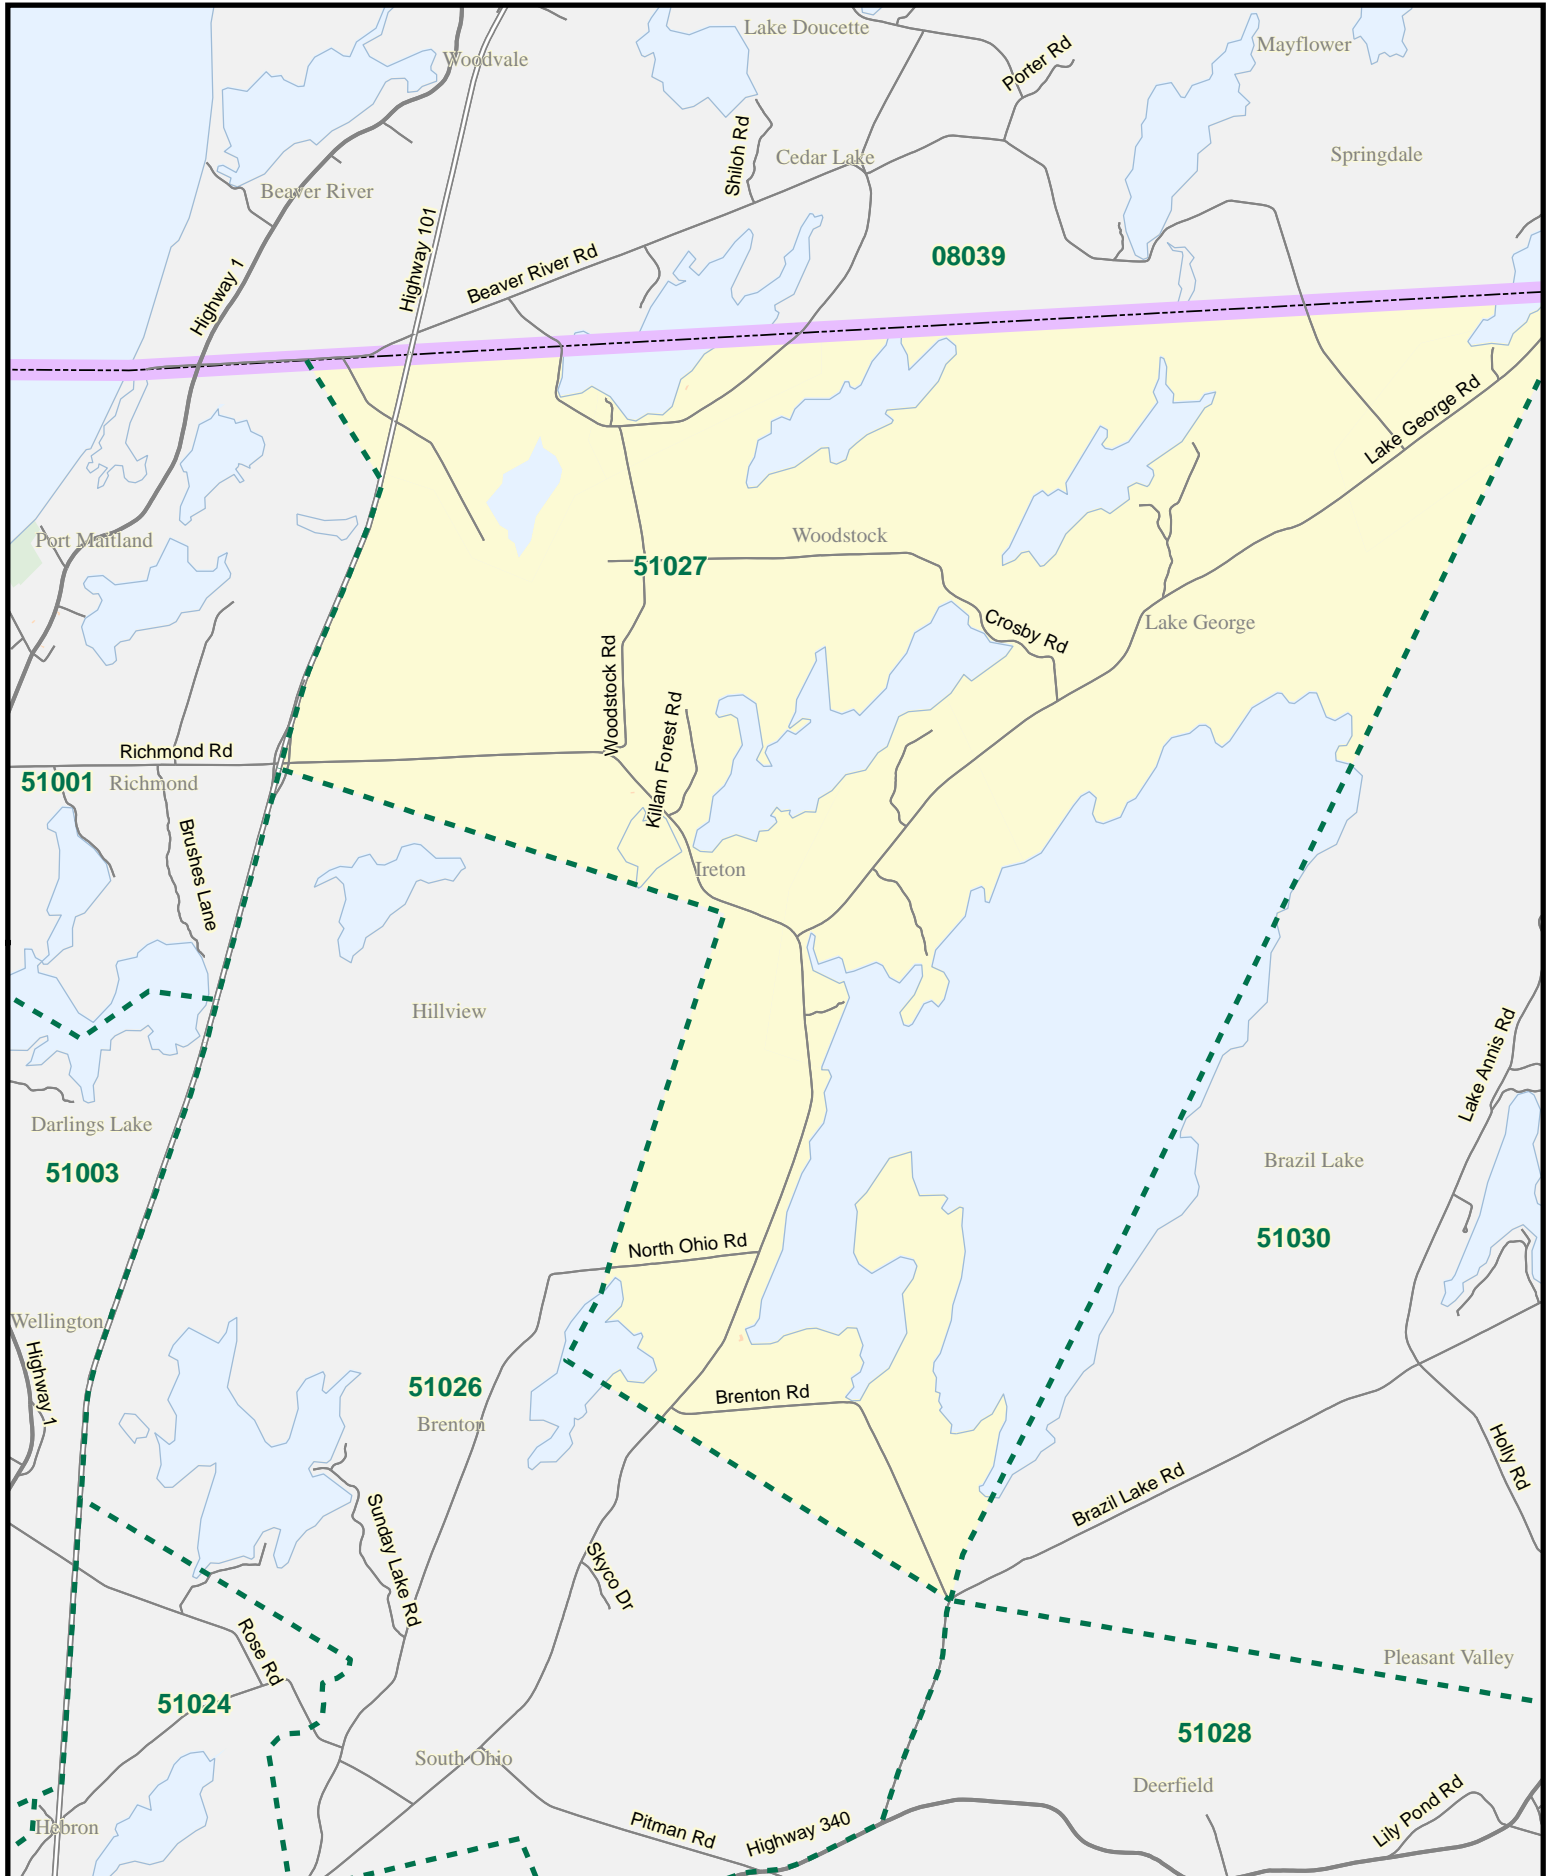 Lake Doucette
Mayflower
Woodvale
Porter Rd
Shiloh Rd
Cedar Lake
Springdale
Beaver River
Highway 101
08039
Beaver River Rd
Highway 1
Lake George Rd
Port Maitland
Woodstock
51027
Crosby Rd
Lake George
Woodstock Rd
Killam Forest Rd
Richmond Rd
51001
Richmond
Brushes Lane
Ireton
Hillview
Lake Annis Rd
Darlings Lake
51003
Brazil Lake
51030
North Ohio Rd
Wellington
Highway 1
51026
Brenton Rd
Brenton
Holly Rd
Brazil Lake Rd
Sunday Lake Rd
Skyco Dr
Rose Rd
Pleasant Valley
51024
51028
South Ohio
Deerfield
Hebron
Pitman Rd
Highway 340
Lily Pond Rd